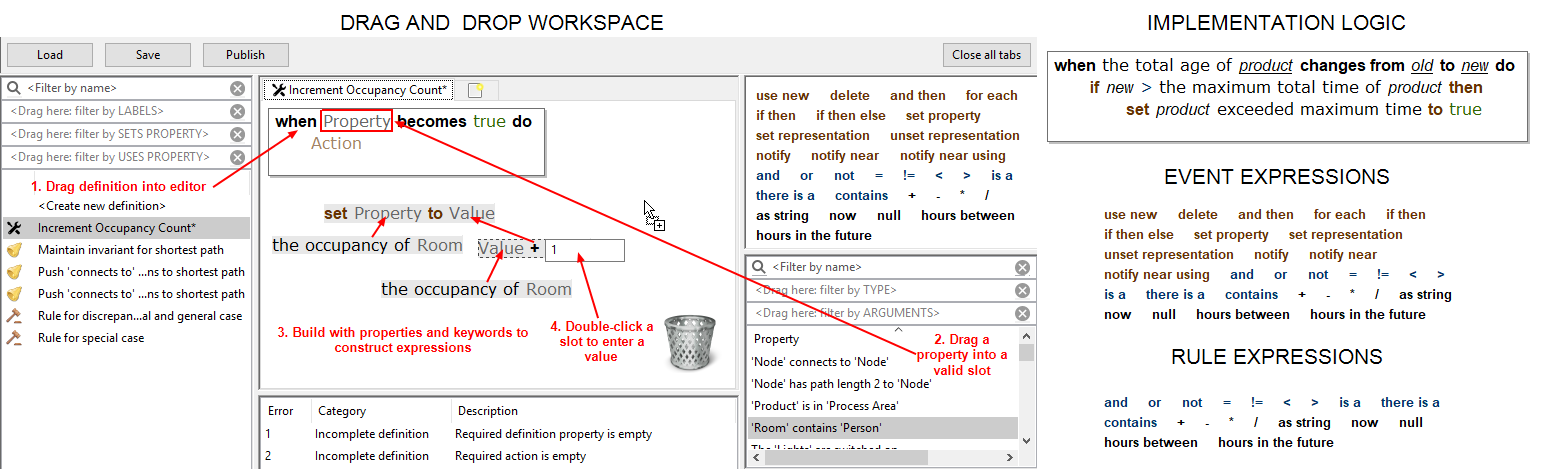 DRAG AND DROP WORKSPACE
Load
Save
Publish
Close all tabs
<Filter by name>
<Drag here: filter by LABELS>
<Drag here: filter by SETS PROPERTY>
<Drag here: filter by USES PROPERTY>
1. Drag definition into editor
<Create new definition>
Increment Occupancy Count*
Maintain invariant for shortest path
Push 'connects to' ...ns to shortest path
Push 'connects to' ...ns to shortest path
Rule for discrepan...al and general case
Rule for special case
Increment Occupancy Count*
when Property becomes true do
Action
set Property to Value
the occupancy of Room
Value + 1
the occupancy of Room
3. Build with properties and keywords to
construct expressions
4. Double-click a
slot to enter a
value
Error Category Description
1 Incomplete definition Required definition property is empty
2 Incomplete definition Required action is empty
use new delete and then for each
if then if then else set property
set representation unset representation
notify notify near notify near using
and or not = != < > is a
there is a contains + - * /
as string now null hours between
hours in the future
<Filter by name>
<Drag here: filter by TYPE>
<Drag here: filter by ARGUMENTS>
Property
'Node' connects to 'Node'
'Node' has path length 2 to 'Node'
'Product' is in 'Process Area'
'Room' contains 'Person'
The 'Lights' are switched on
2. Drag a
property into a
valid slot
IMPLEMENTATION LOGIC
when the total age of product changes from old to new do
if new > the maximum total time of product then
set product exceeded maximum time to true
EVENT EXPRESSIONS
use new delete and then for each if then
if then else set property set representation
unset representation notify notify near
notify near using and or not = != < >
is a there is a contains + - * / as string
now null hours between hours in the future
RULE EXPRESSIONS
and or not = != < > is a there is a
contains + - * / as string now null
hours between hours in the future